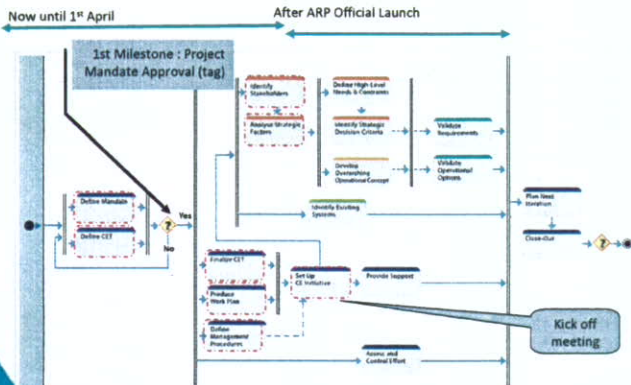 Now until 1st April
After ARP Official Launch
1st Milestone : Project
Mandate Approval (tag)
Identify
Stakeholders
Define High-Level
Needs & Constraints
Analyse Strategic
Factors
Identify Strategic
Decision Criteria
Validate
Requirements
Develop
Overarching
Operational Concept
Validate
Operational
Options
Define Mandate
Define CET
?
Yes
No
Identify Existing
Systems
Plan Next
Iteration
Close-Out
?
Finalize CET
Produce
Work Plan
Set Up
CE Initiative
Provide Support
Define
Management
Procedures
Assess and
Control Effort
Kick off
meeting